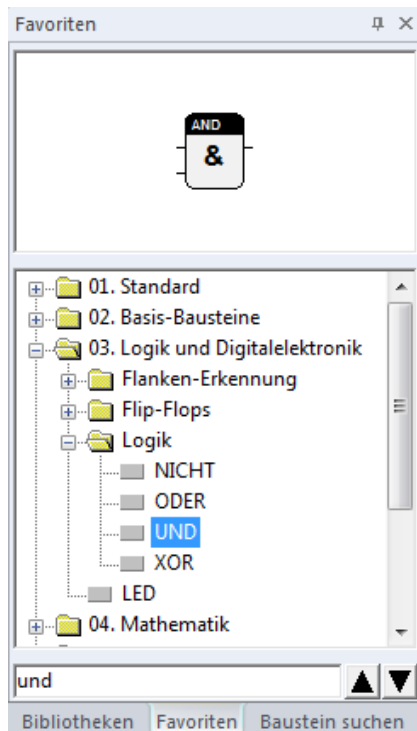 Favoriten
AND
&
01. Standard
02. Basis-Bausteine
03. Logik und Digitalelektronik
Flanken-Erkennung
Flip-Flops
Logik
NICHT
ODER
UND
XOR
LED
04. Mathematik
und
Bibliotheken Favoriten Baustein suchen